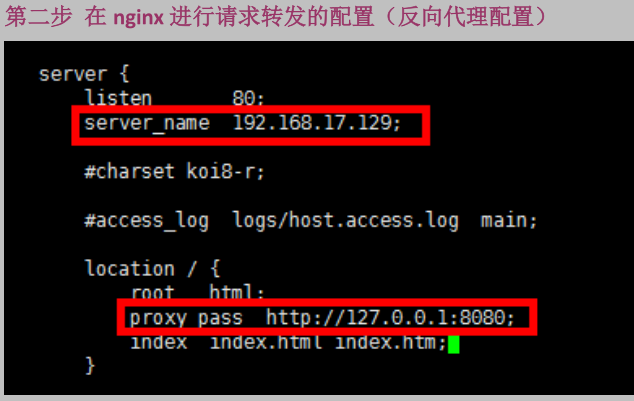 第二步 在 nginx 进行请求转发的配置（反向代理配置）
server {
listen 80;
server_name 192.168.17.129;
#charset koi8-r;
#access_log logs/host.access.log main;
location / {
root html;
proxy_pass http://127.0.0.1:8080;
index index.html index.htm;
}